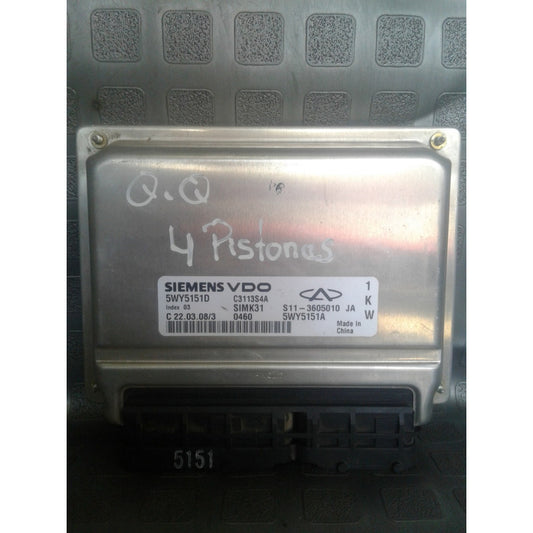 Q.Q
4 Pistonas
SIEMENS VDO
5WY5151D C3113S4A
Index 03 SIMK31 S11-3605010 JA
C 22.03.08/3 0460 5WY5151A
Made in
China
1
K
W
5151